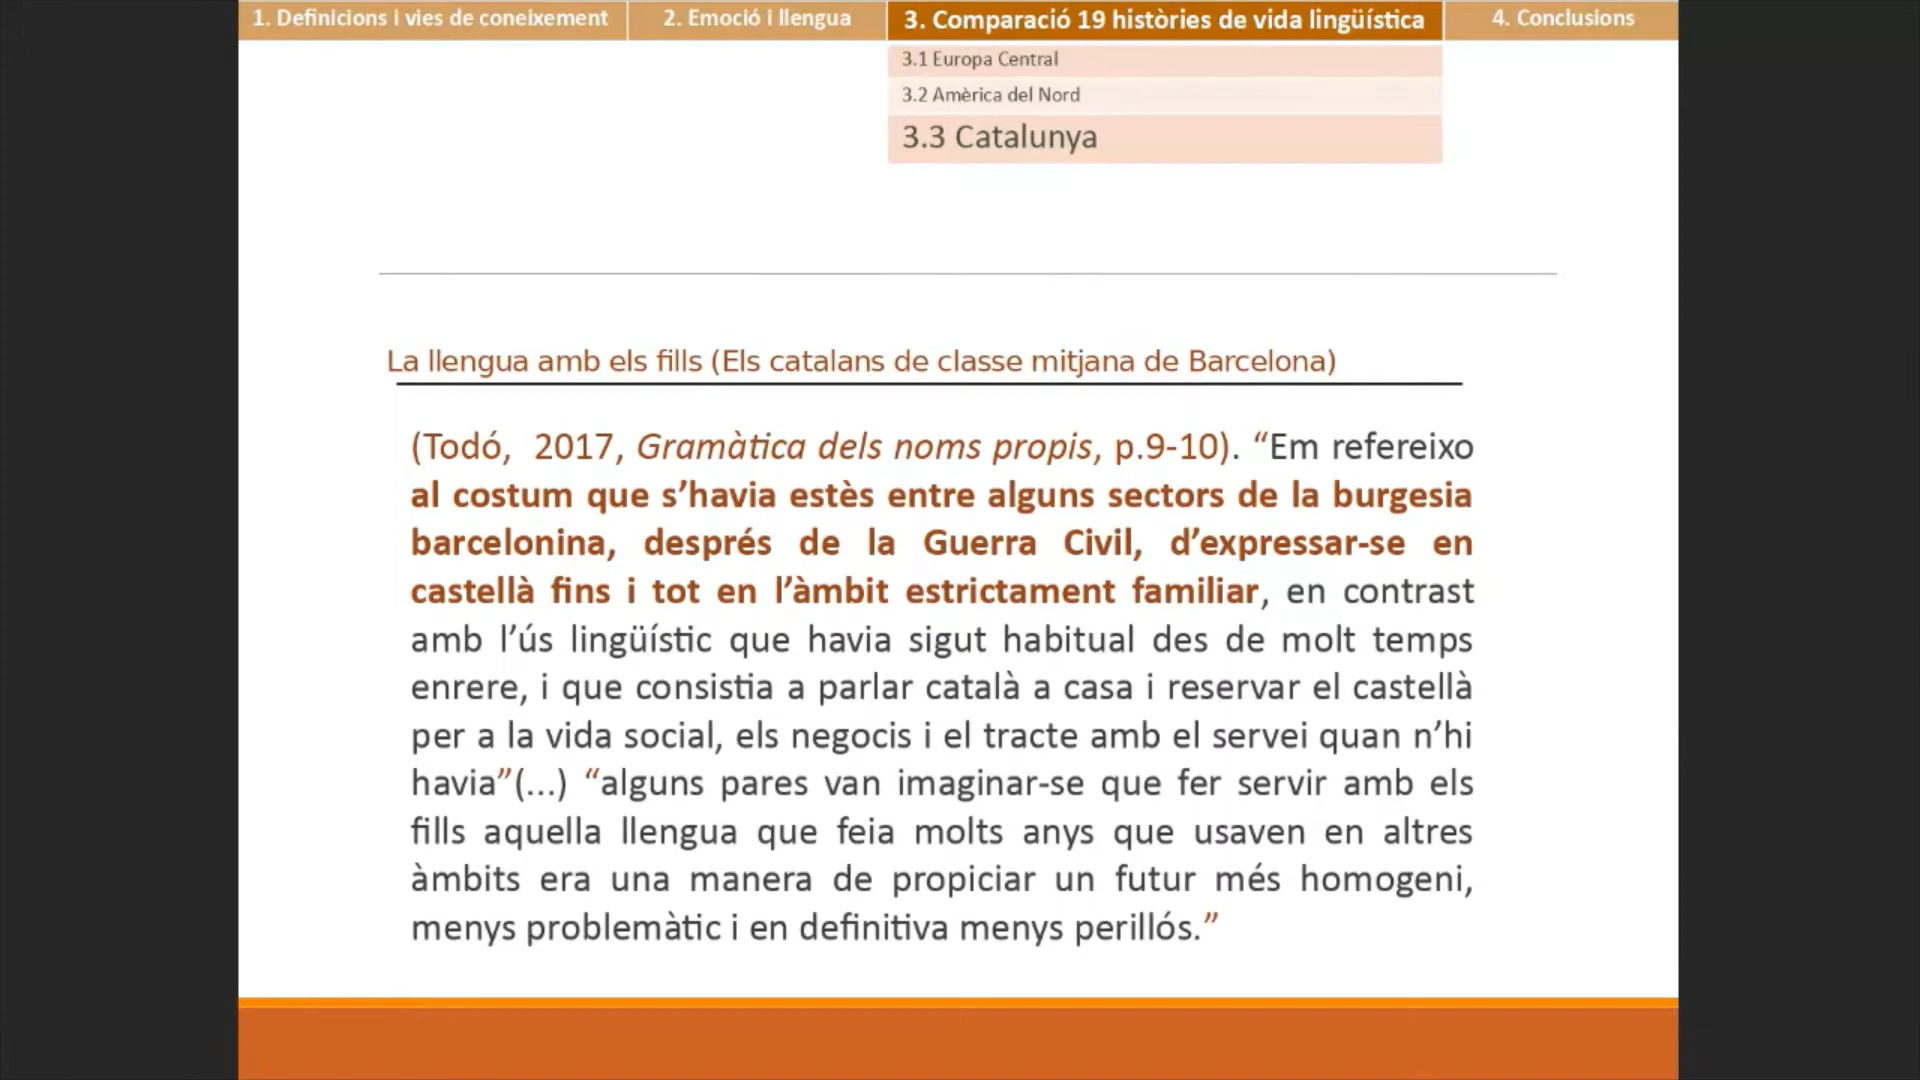 1. Definicions i vies de coneixement
2. Emoció i llengua
3. Comparació 19 històries de vida lingüística
4. Conclusions
3.1 Europa Central
3.2 Amèrica del Nord
3.3 Catalunya
La llengua amb els fills (Els catalans de classe mitjana de Barcelona)
(Todó, 2017, Gramàtica dels noms propis, p.9-10). “Em refereixo
al costum que s’havia estès entre alguns sectors de la burgesia
barcelonina, després de la Guerra Civil, d’expressar-se en
castellà fins i tot en l’àmbit estrictament familiar, en contrast
amb l’ús lingüístic que havia sigut habitual des de molt temps
enrere, i que consistia a parlar català a casa i reservar el castellà
per a la vida social, els negocis i el tracte amb el servei quan n’hi
havia”(...) “alguns pares van imaginar-se que fer servir amb els
fills aquella llengua que feia molts anys que usaven en altres
àmbits era una manera de propiciar un futur més homogeni,
menys problemàtic i en definitiva menys perillós.”